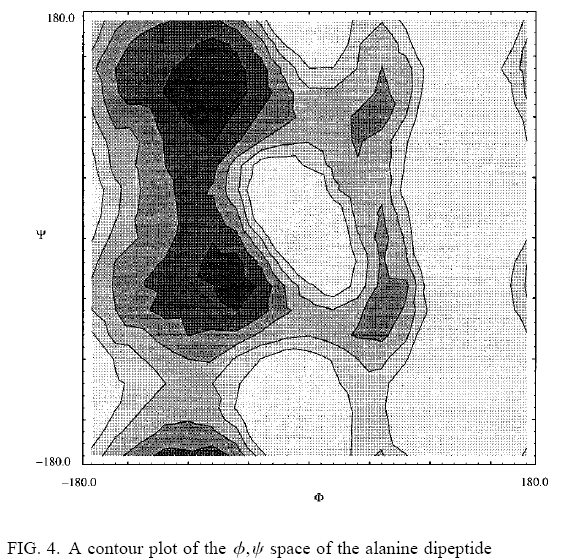 180.0
Ψ
−180.0
−180.0
180.0
Φ
FIG. 4. A contour plot of the ϕ,ψ space of the alanine dipeptide